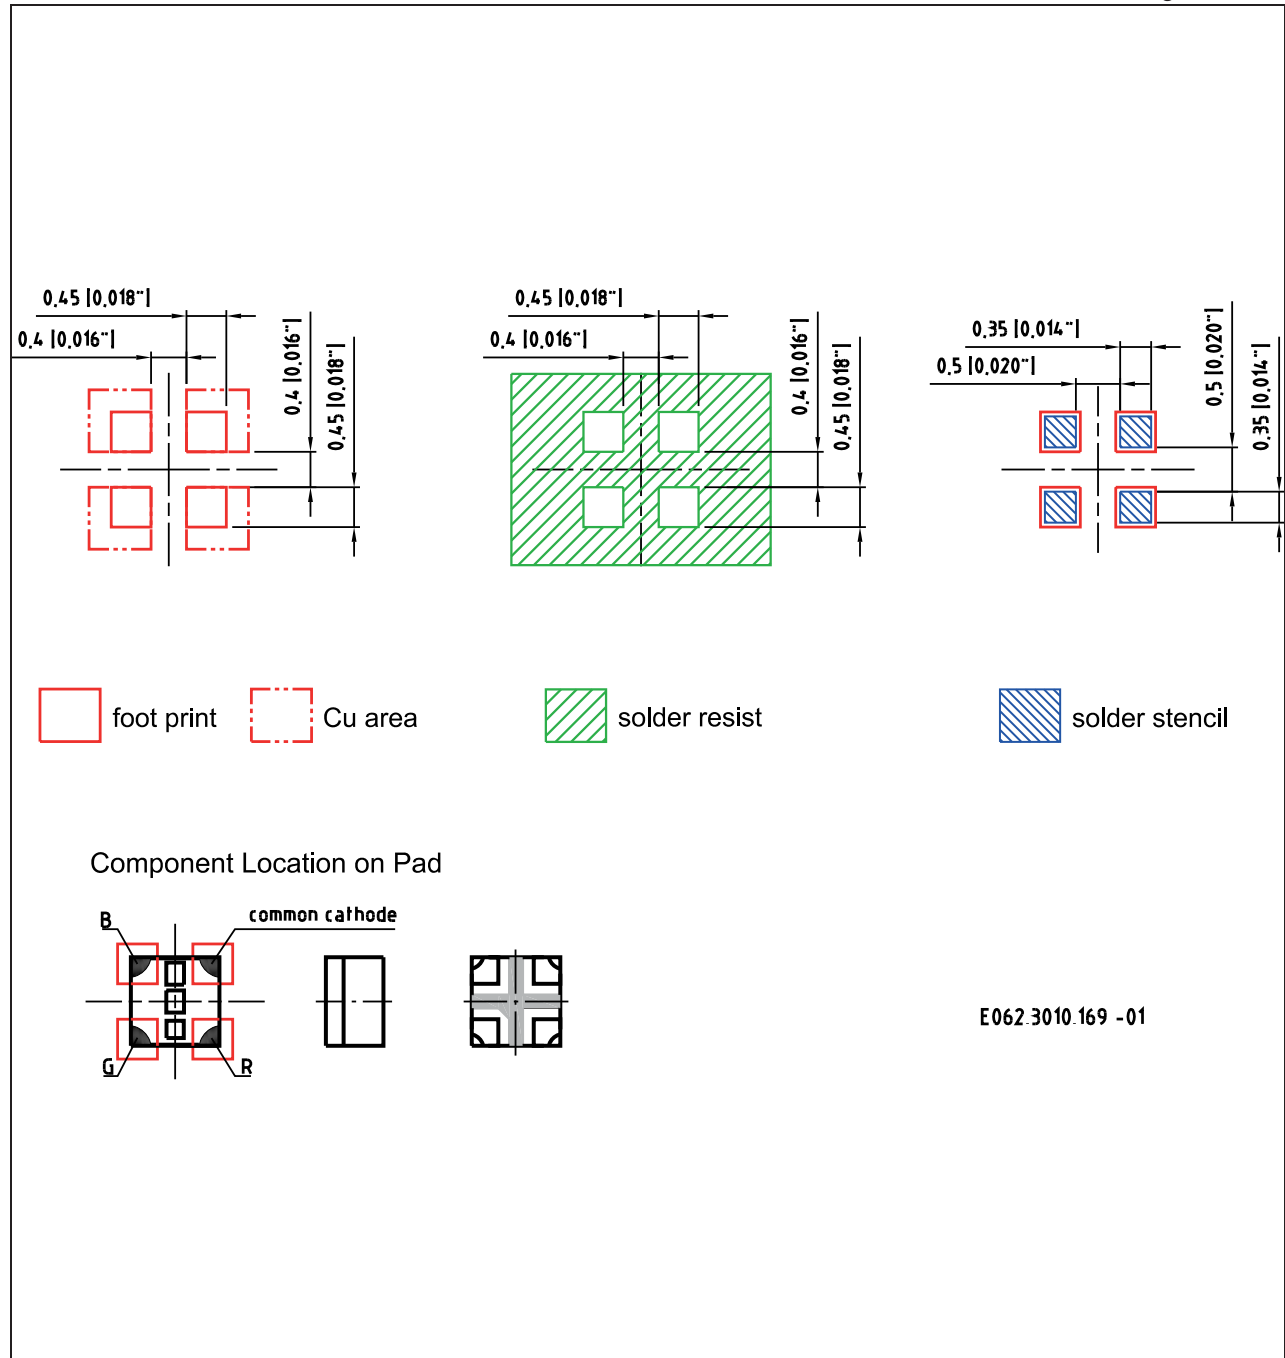 0.45 [0.018¨]
0.4 [0.016¨]
0.4 [0.016¨]
0.45 [0.018¨]
0.45 [0.018¨]
0.4 [0.016¨]
0.4 [0.016¨]
0.45 [0.018¨]
0.35 [0.014¨]
0.5 [0.020¨]
0.5 [0.020¨]
0.35 [0.014¨]
foot print
Cu area
solder resist
solder stencil
Component Location on Pad
B
common cathode
G
R
E062.3010.169 -01